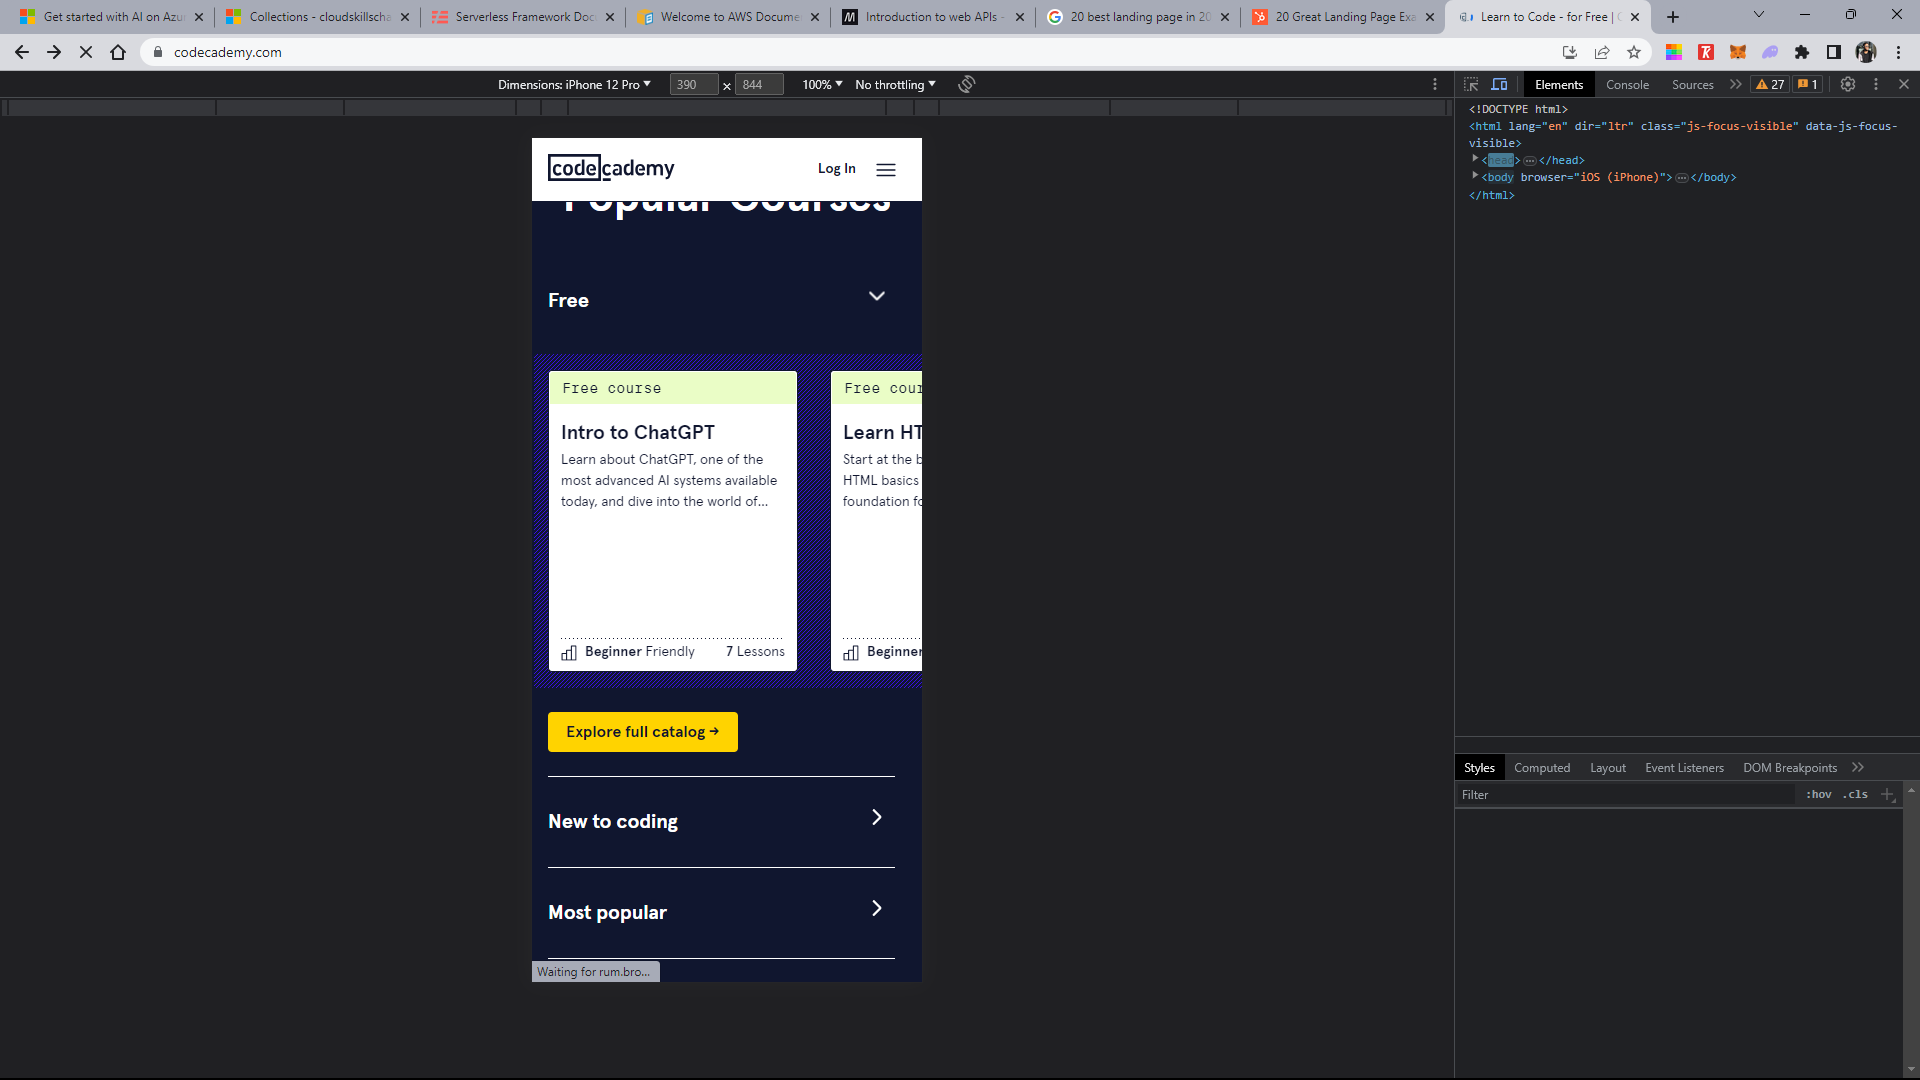 Get started with AI on Azu
Collections - cloudskillscha
Serverless Framework Doc
Welcome to AWS Docume
Introduction to web APIs -
20 best landing page in 20
20 Great Landing Page Exa
Learn to Code - for Free |
codecademy.com
Dimensions: iPhone 12 Pro
390 x 844
100%
No throttling
Elements
Console
Sources
27
1
<!DOCTYPE html>
<html lang="en" dir="ltr" class="js-focus-visible" data-js-focus-
visible>
<head>…</head>
<body browser="iOS (iPhone)">…</body>
</html>
codecademy
Log In
Popular Courses
Free
Free course
Intro to ChatGPT
Learn about ChatGPT, one of the
most advanced AI systems available
today, and dive into the world of...
Beginner Friendly
7 Lessons
Free cour
Learn HT
Start at the b
HTML basics
foundation fo
Beginner
Explore full catalog →
New to coding
Most popular
Waiting for rum.bro...
Styles
Computed
Layout
Event Listeners
DOM Breakpoints
Filter
:hov
.cls